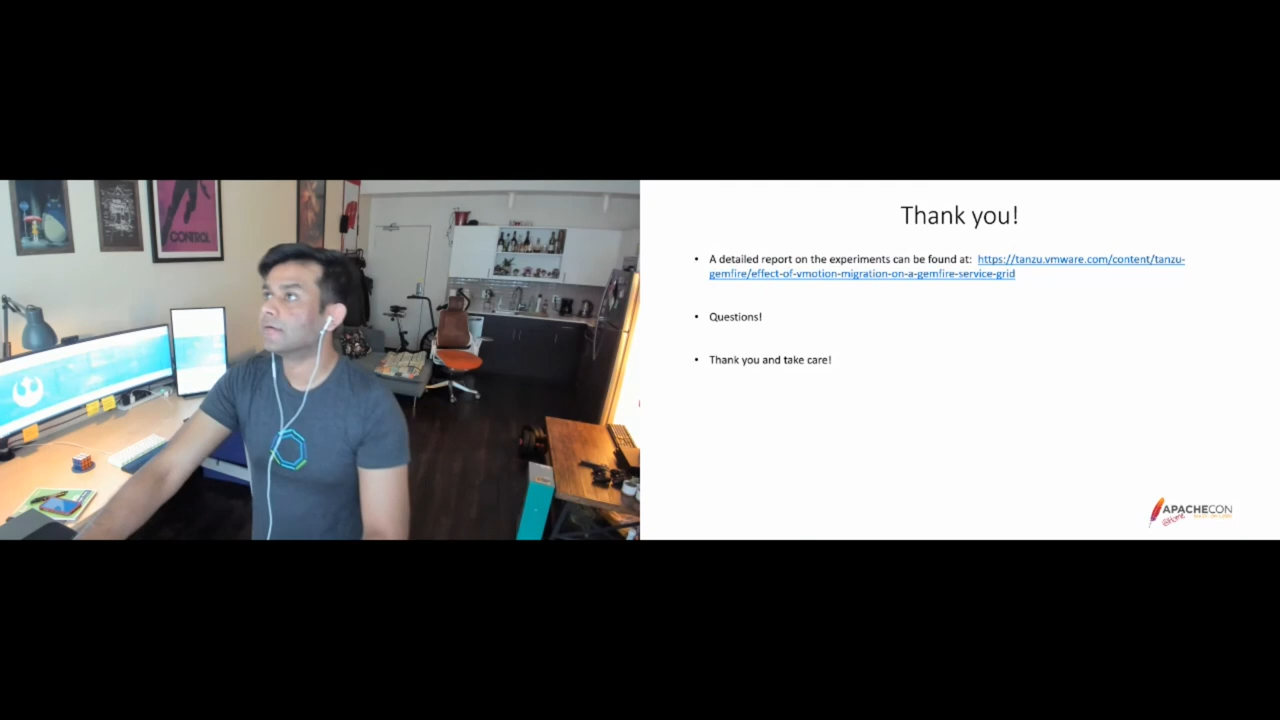 CONTROL
Thank you!
• A detailed report on the experiments can be found at: https://tanzu.vmware.com/content/tanzu-
gemfire/effect-of-vmotion-migration-on-a-gemfire-service-grid
• Questions!
• Thank you and take care!
APACHECON
@Home